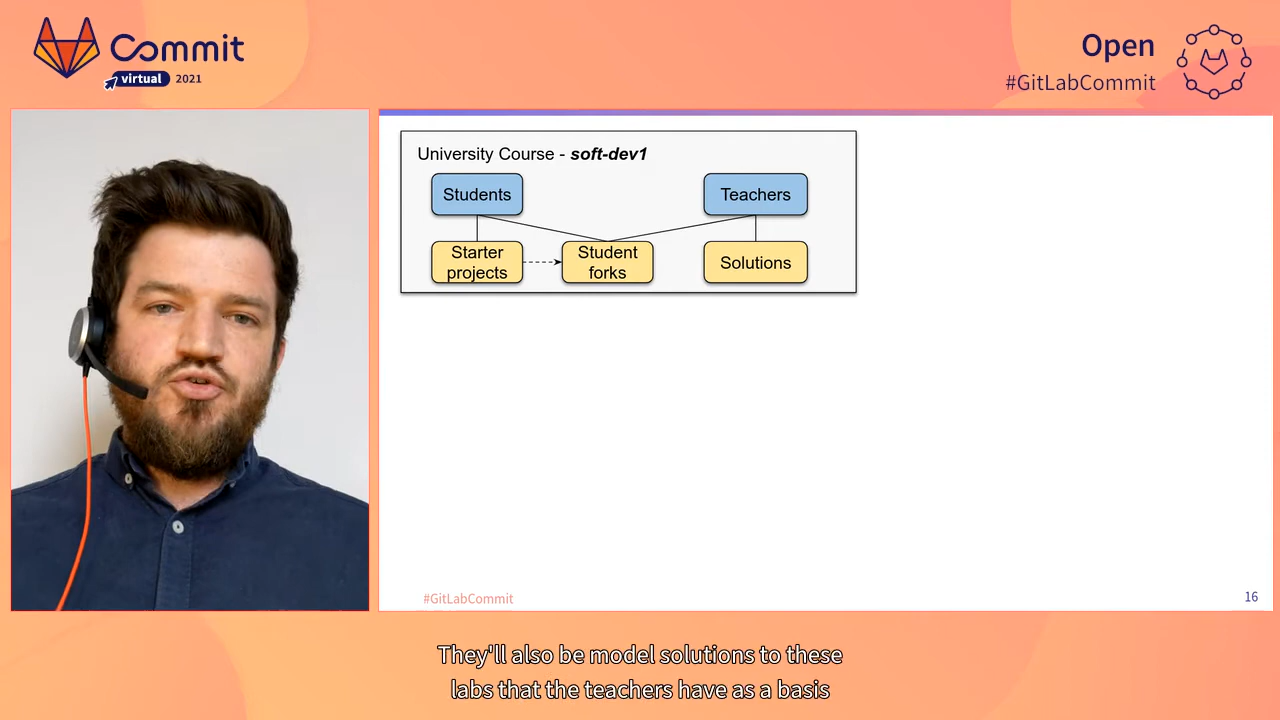 Commit
virtual 2021
Open
#GitLabCommit
University Course - soft-dev1
Students
Teachers
Starter
projects
Student
forks
Solutions
#GitLabCommit
16
They'll also be model solutions to these
labs that the teachers have as a basis